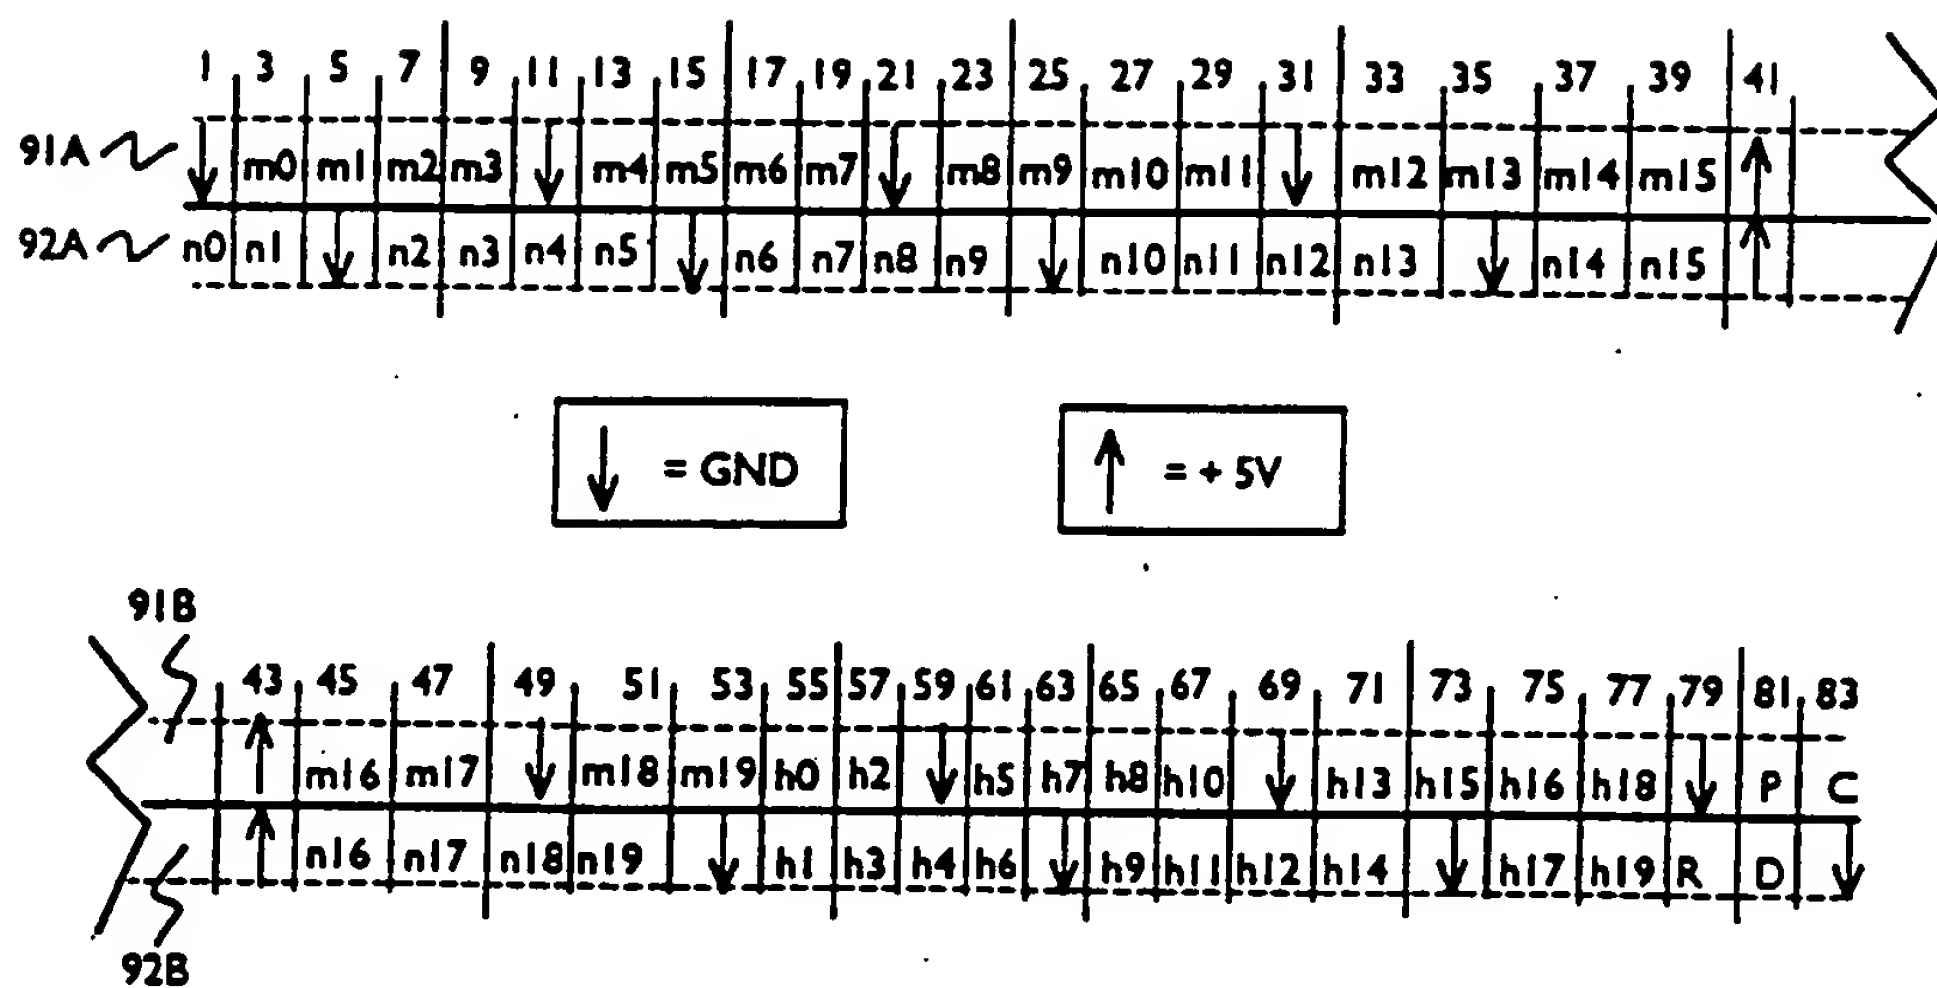 1 3 5 7 9 11 13 15 17 19 21 23 25 27 29 31 33 35 37 39 41
91A m0 m1 m2 m3 m4 m5 m6 m7 m8 m9 m10 m11 m12 m13 m14 m15
92A n0 n1 n2 n3 n4 n5 n6 n7 n8 n9 n10 n11 n12 n13 n14 n15
= GND
= + 5V
91B
43 45 47 49 51 53 55 57 59 61 63 65 67 69 71 73 75 77 79 81 83
m16 m17 m18 m19 h0 h2 h5 h7 h8 h10 h13 h15 h16 h18 P C
n16 n17 n18 n19 h1 h3 h4 h6 h9 h11 h12 h14 h17 h19 R D
92B